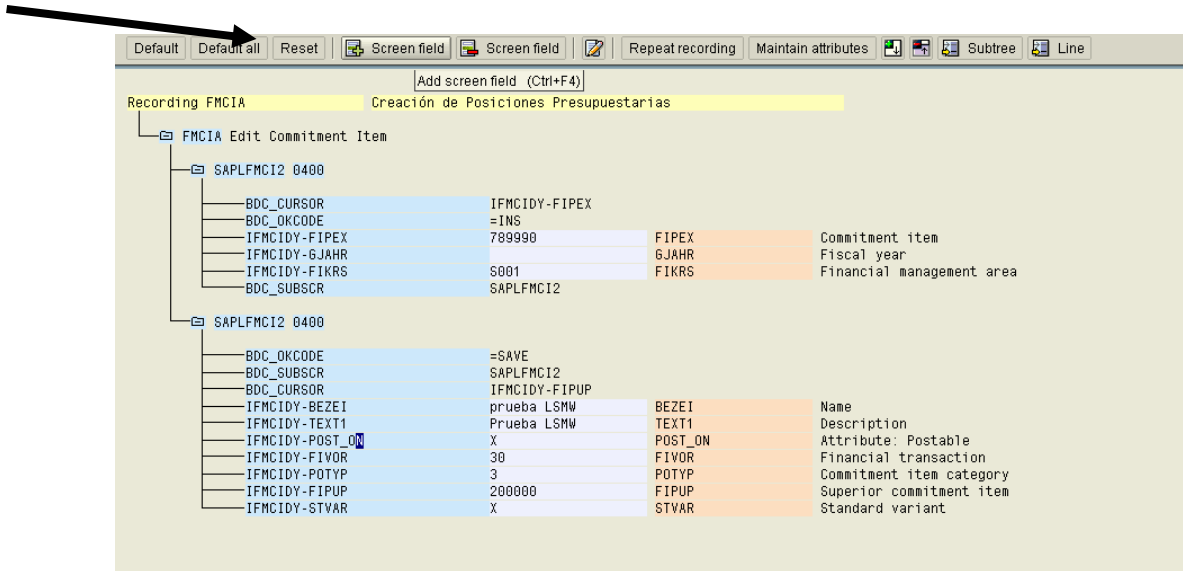 Default Default all Reset Screen field Screen field Repeat recording Maintain attributes Subtree Line
Add screen field (Ctrl+F4)
Recording FMCIA Creación de Posiciones Presupuestarias
FMCIA Edit Commitment Item
SAPLFMCI2 0400
BDC_CURSOR IFMCIDY-FIPEX
BDC_OKCODE =INS
IFMCIDY-FIPEX 789990 FIPEX Commitment item
IFMCIDY-GJAHR GJAHR Fiscal year
IFMCIDY-FIKRS S001 FIKRS Financial management area
BDC_SUBSCR SAPLFMCI2
SAPLFMCI2 0400
BDC_OKCODE =SAVE
BDC_SUBSCR SAPLFMCI2
BDC_CURSOR IFMCIDY-FIPUP
IFMCIDY-BEZEI prueba LSMW BEZEI Name
IFMCIDY-TEXT1 Prueba LSMW TEXT1 Description
IFMCIDY-POST_ON X POST_ON Attribute: Postable
IFMCIDY-FIVOR 30 FIVOR Financial transaction
IFMCIDY-POTYP 3 POTYP Commitment item category
IFMCIDY-FIPUP 200000 FIPUP Superior commitment item
IFMCIDY-STVAR X STVAR Standard variant